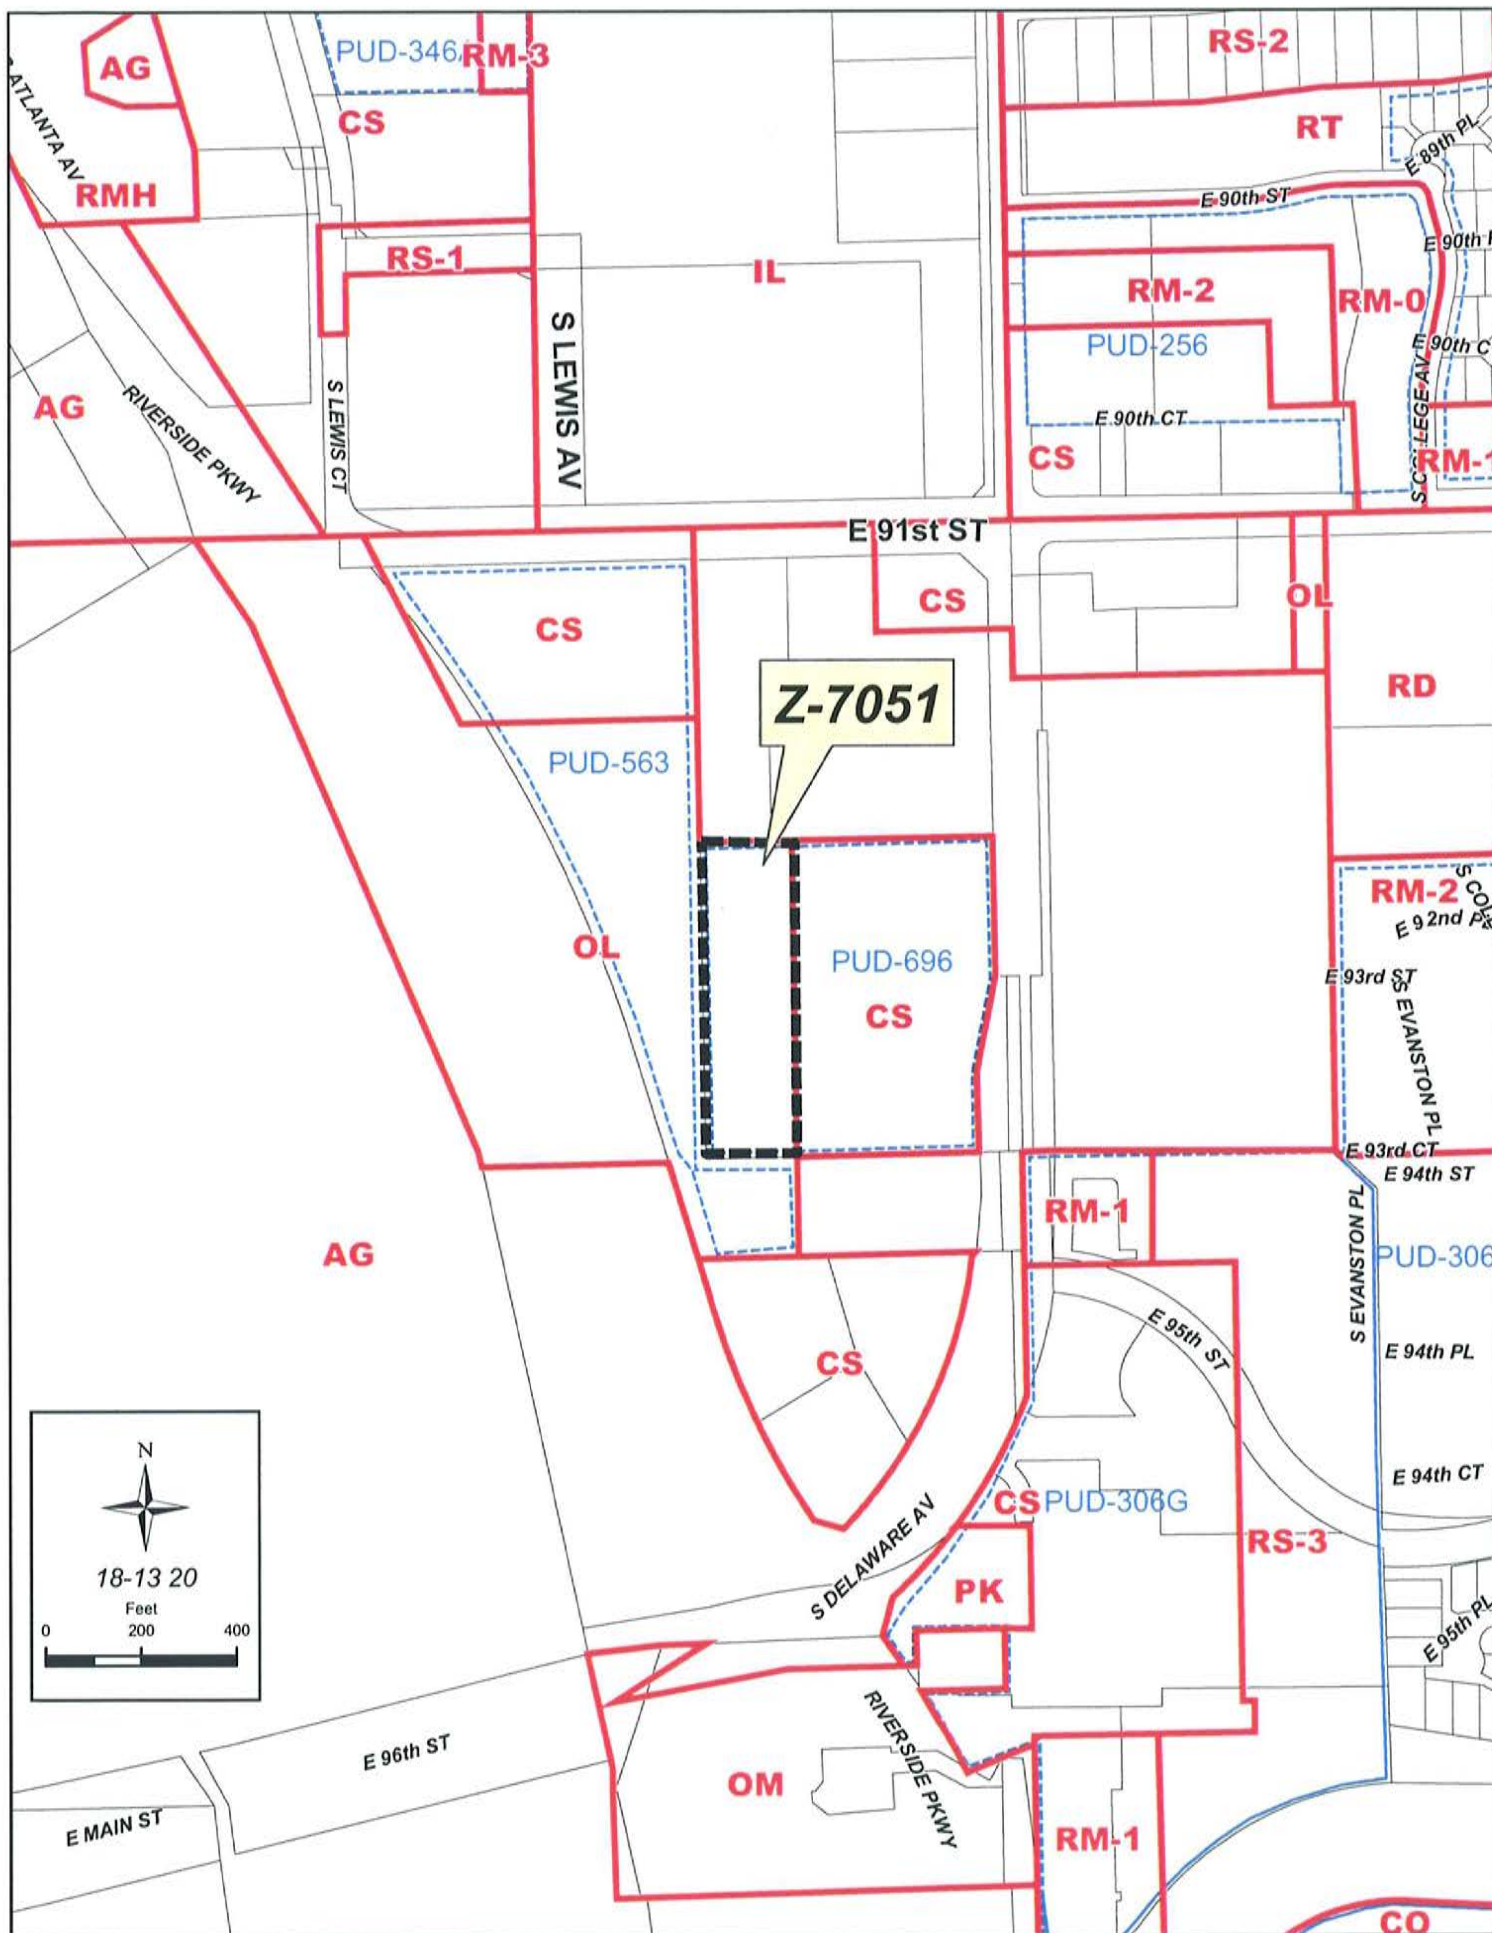 PUD-346
RM-3
RS-2
AG
CS
RT
S ATLANTA AV
E 89th PL
RMH
E 90th ST
RS-1
IL
E 90th
RM-2
RM-0
S LEWIS AV
PUD-256
E 90th C
AG
RIVERSIDE PKWY
S LEWIS CT
E 90th CT
S COLLEGE AV
CS
RM-1
E 91st ST
CS
CS
OL
RD
Z-7051
PUD-563
RM-2
S COL
E 92nd
OL
PUD-696
E 93rd ST
CS
S EVANSTON PL
E 93rd CT
E 94th ST
RM-1
AG
S EVANSTON PL
PUD-306
E 95th ST
E 94th PL
CS
N
E 94th CT
CS
PUD-306G
18-13 20
RS-3
Feet
0 200 400
PK
S DELAWARE AV
E 95th PL
RIVERSIDE PKWY
E 96th ST
OM
E MAIN ST
RM-1
CO